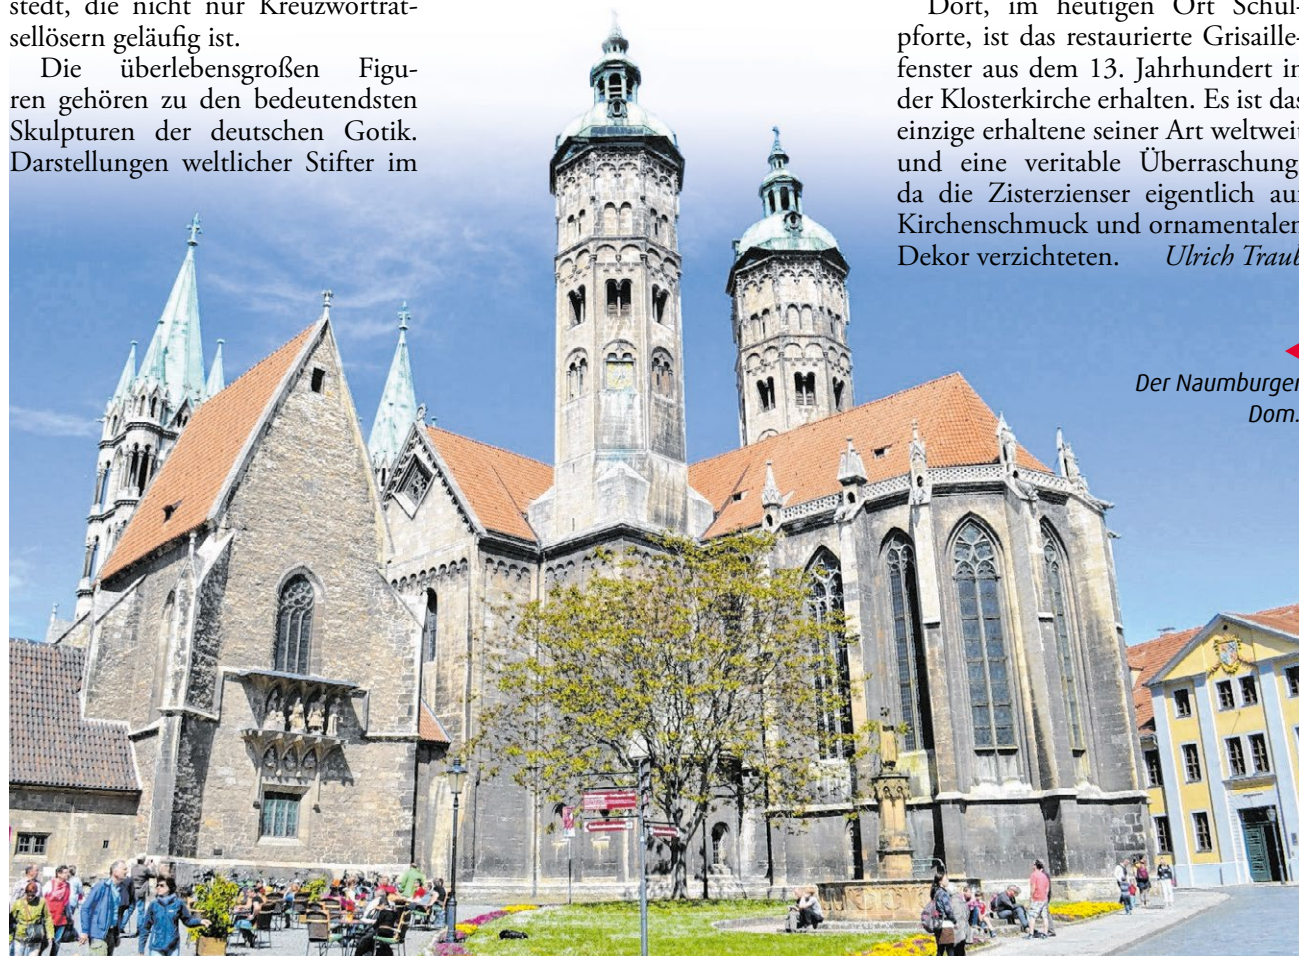 stedt, die nicht nur Kreuzworträt-
sellösern geläufig ist.
Die überlebensgroßen Figu-
ren gehören zu den bedeutendsten
Skulpturen der deutschen Gotik.
Darstellungen weltlicher Stifter im
Dort, im heutigen Ort Schul-
pforte, ist das restaurierte Grisaille-
fenster aus dem 13. Jahrhundert in
der Klosterkirche erhalten. Es ist das
einzige erhaltene seiner Art weltweit
und eine veritable Überraschung,
da die Zisterzienser eigentlich auf
Kirchenschmuck und ornamentalen
Dekor verzichteten. Ulrich Traub
Der Naumburger
Dom.